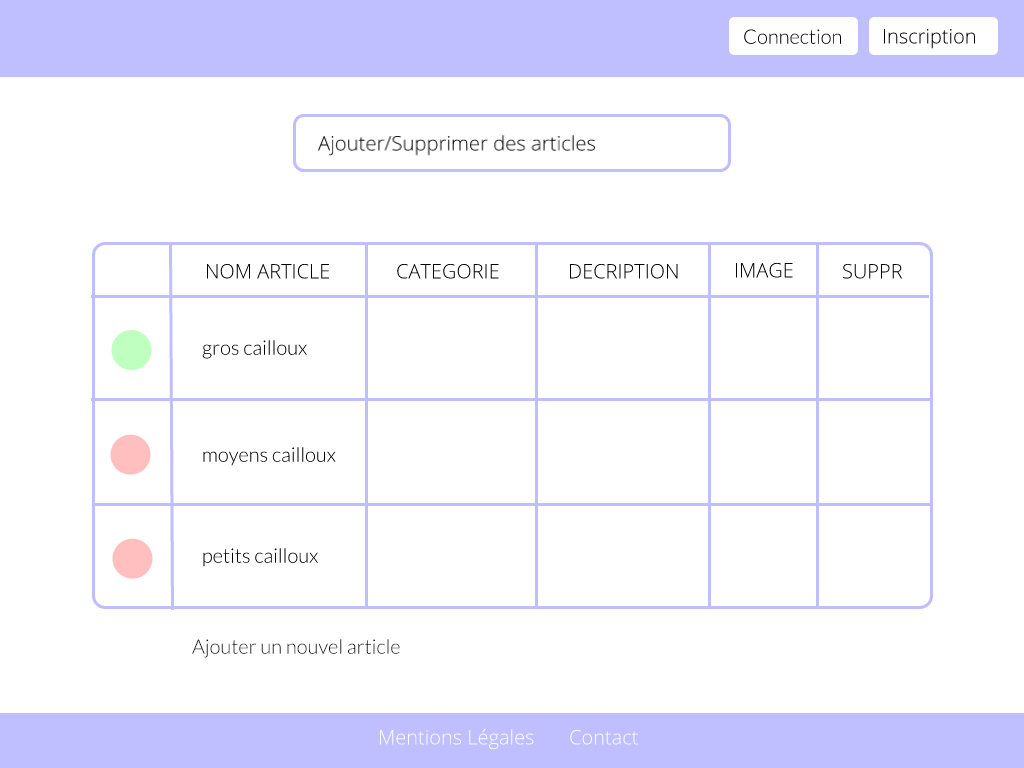 Connection Inscription
Ajouter/Supprimer des articles
NOM ARTICLE CATEGORIE DECRIPTION IMAGE SUPPR
gros cailloux
moyens cailloux
petits cailloux
Ajouter un nouvel article
Mentions Légales Contact